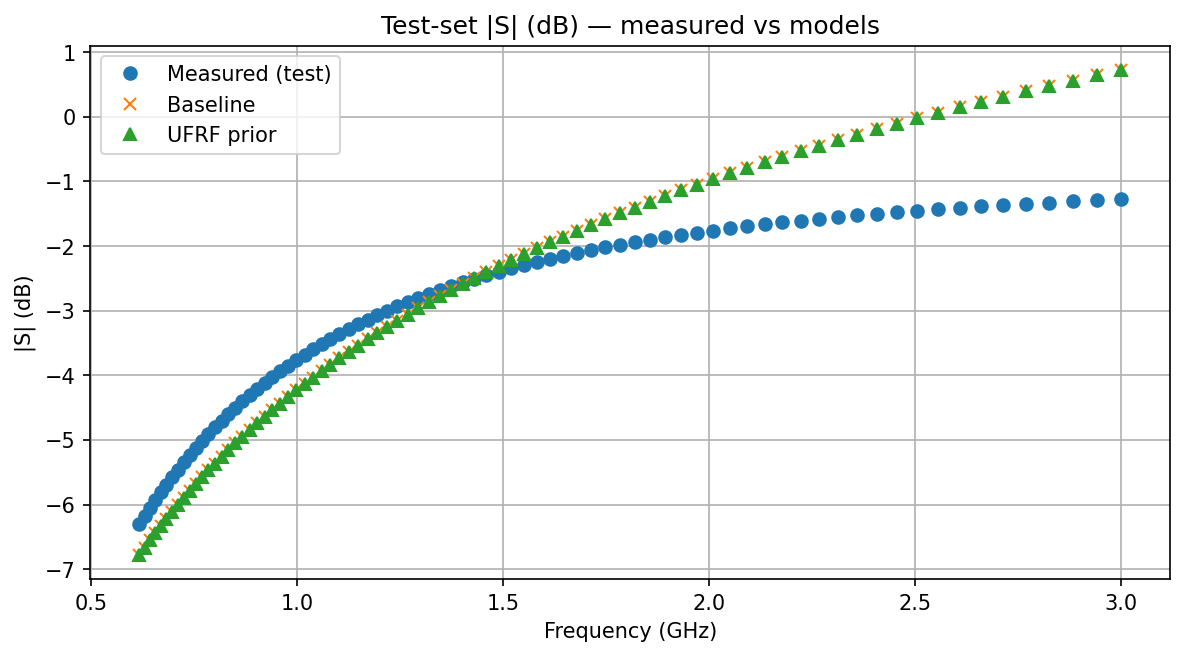 Test-set |S| (dB) — measured vs models
Measured (test)
Baseline
UFRF prior
|S| (dB)
1
0
−1
−2
−3
−4
−5
−6
−7
0.5 1.0 1.5 2.0 2.5 3.0
Frequency (GHz)